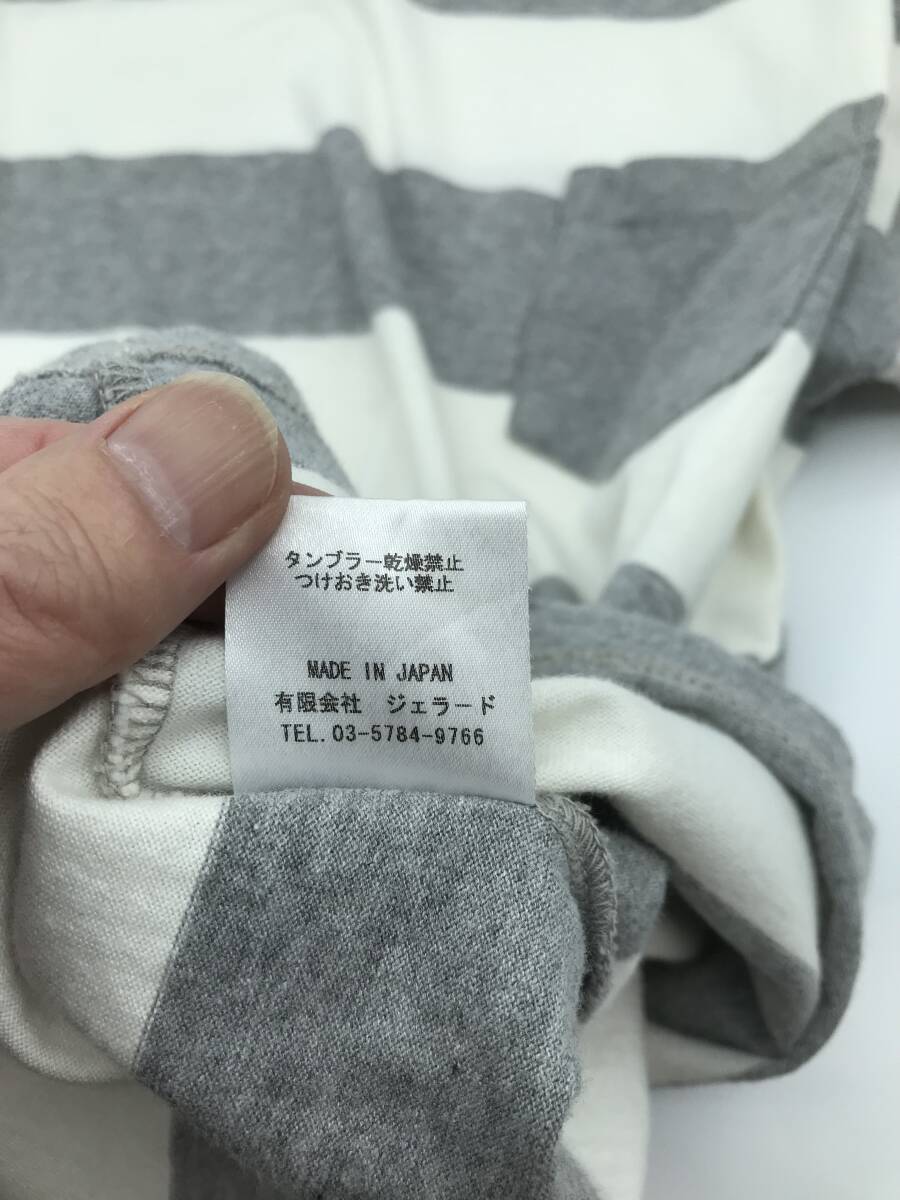 タンブラー乾燥禁止
つけおき洗い禁止
MADE IN JAPAN
有限会社 ジェラード
TEL. 03-5784-9766